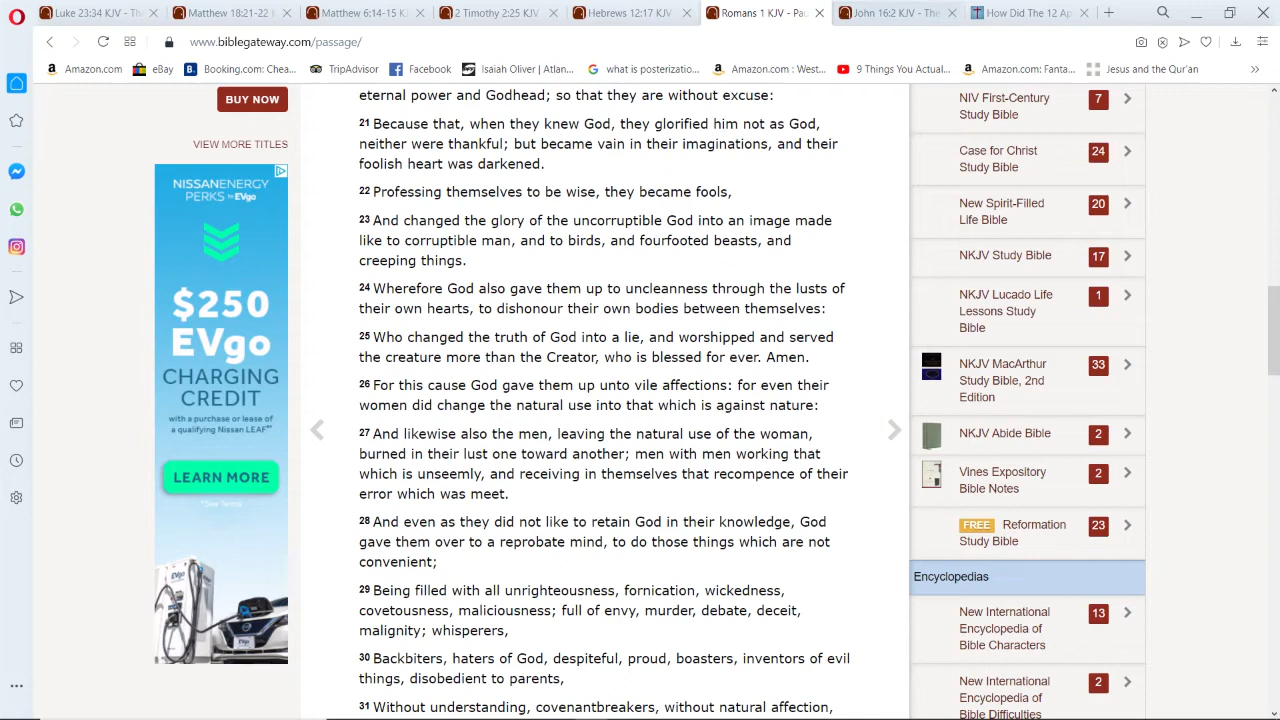 Luke 23:34 KJV - The
Matthew 18:21-22 K
Matthew 6:14-15 KJ
2 Timothy 2:25 KJV
Hebrews 12:17 KJV
Romans 1 KJV - Pau
John 16:2 KJV - The
How Did The 12 Ap
www.biblegateway.com/passage/
Amazon.com
eBay
Booking.com: Chea...
TripAdvisor
Facebook
Isaiah Oliver | Atlan...
what is posterizatio...
Amazon.com : West...
9 Things You Actual...
Amazon.com: Fanta...
Jesus and the Qur'an
BUY NOW
VIEW MORE TITLES
NISSANENERGY
PERKS by EVgo
$250
EVgo
CHARGING
CREDIT
with a purchase or lease of
a qualifying Nissan LEAF®*
LEARN MORE
*See Terms
EVgo
eternal power and Godhead; so that they are without excuse:
21 Because that, when they knew God, they glorified him not as God,
neither were thankful; but became vain in their imaginations, and their
foolish heart was darkened.
22 Professing themselves to be wise, they became fools,
23 And changed the glory of the uncorruptible God into an image made
like to corruptible man, and to birds, and fourfooted beasts, and
creeping things.
24 Wherefore God also gave them up to uncleanness through the lusts of
their own hearts, to dishonour their own bodies between themselves:
25 Who changed the truth of God into a lie, and worshipped and served
the creature more than the Creator, who is blessed for ever. Amen.
26 For this cause God gave them up unto vile affections: for even their
women did change the natural use into that which is against nature:
27 And likewise also the men, leaving the natural use of the woman,
burned in their lust one toward another; men with men working that
which is unseemly, and receiving in themselves that recompence of their
error which was meet.
28 And even as they did not like to retain God in their knowledge, God
gave them over to a reprobate mind, to do those things which are not
convenient;
29 Being filled with all unrighteousness, fornication, wickedness,
covetousness, maliciousness; full of envy, murder, debate, deceit,
malignity; whisperers,
30 Backbiters, haters of God, despiteful, proud, boasters, inventors of evil
things, disobedient to parents,
31 Without understanding, covenantbreakers, without natural affection,
NIV First-Century
Study Bible
7
Case for Christ
Study Bible
24
New Spirit-Filled
Life Bible
20
NKJV Study Bible
17
NKJV Lucado Life
Lessons Study
Bible
1
NKJV MacArthur
Study Bible, 2nd
Edition
33
NKJV Abide Bible
2
Vines Expository
Bible Notes
2
FREE Reformation
Study Bible
23
Encyclopedias
New International
Encyclopedia of
Bible Characters
13
New International
Encyclopedia of
Bible Difficulties
2